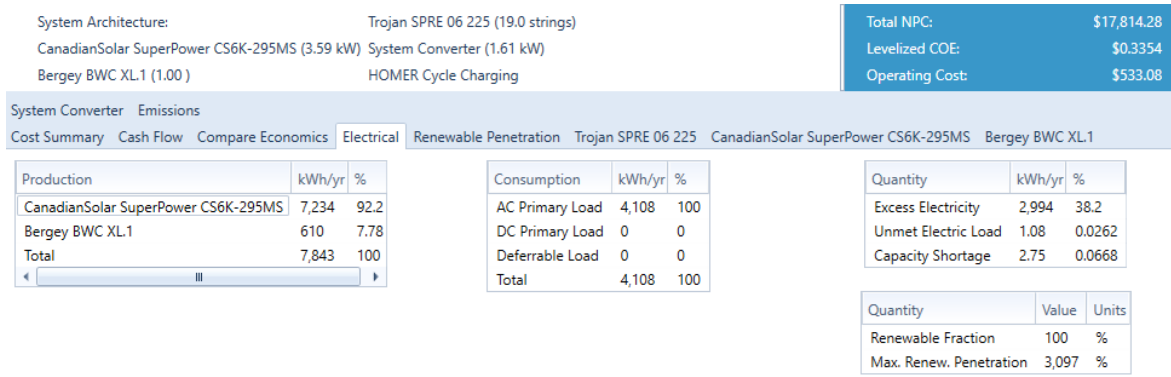 System Architecture: Trojan SPRE 06 225 (19.0 strings)
CanadianSolar SuperPower CS6K-295MS (3.59 kW) System Converter (1.61 kW)
Bergey BWC XL.1 (1.00 ) HOMER Cycle Charging
Total NPC: $17,814.28
Levelized COE: $0.3354
Operating Cost: $533.08
System Converter Emissions
Cost Summary Cash Flow Compare Economics Electrical Renewable Penetration Trojan SPRE 06 225 CanadianSolar SuperPower CS6K-295MS Bergey BWC XL.1
Production kWh/yr %
CanadianSolar SuperPower CS6K-295MS 7,234 92.2
Bergey BWC XL.1 610 7.78
Total 7,843 100
Consumption kWh/yr %
AC Primary Load 4,108 100
DC Primary Load 0 0
Deferrable Load 0 0
Total 4,108 100
Quantity kWh/yr %
Excess Electricity 2,994 38.2
Unmet Electric Load 1.08 0.0262
Capacity Shortage 2.75 0.0668
Quantity Value Units
Renewable Fraction 100 %
Max. Renew. Penetration 3,097 %